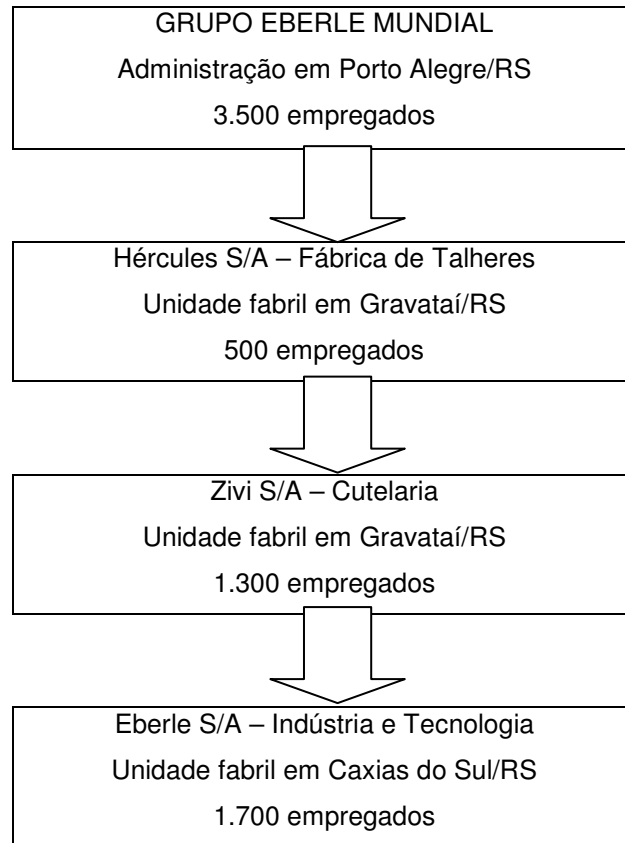 GRUPO EBERLE MUNDIAL
Administração em Porto Alegre/RS
3.500 empregados
Hércules S/A – Fábrica de Talheres
Unidade fabril em Gravataí/RS
500 empregados
Zivi S/A – Cutelaria
Unidade fabril em Gravataí/RS
1.300 empregados
Eberle S/A – Indústria e Tecnologia
Unidade fabril em Caxias do Sul/RS
1.700 empregados